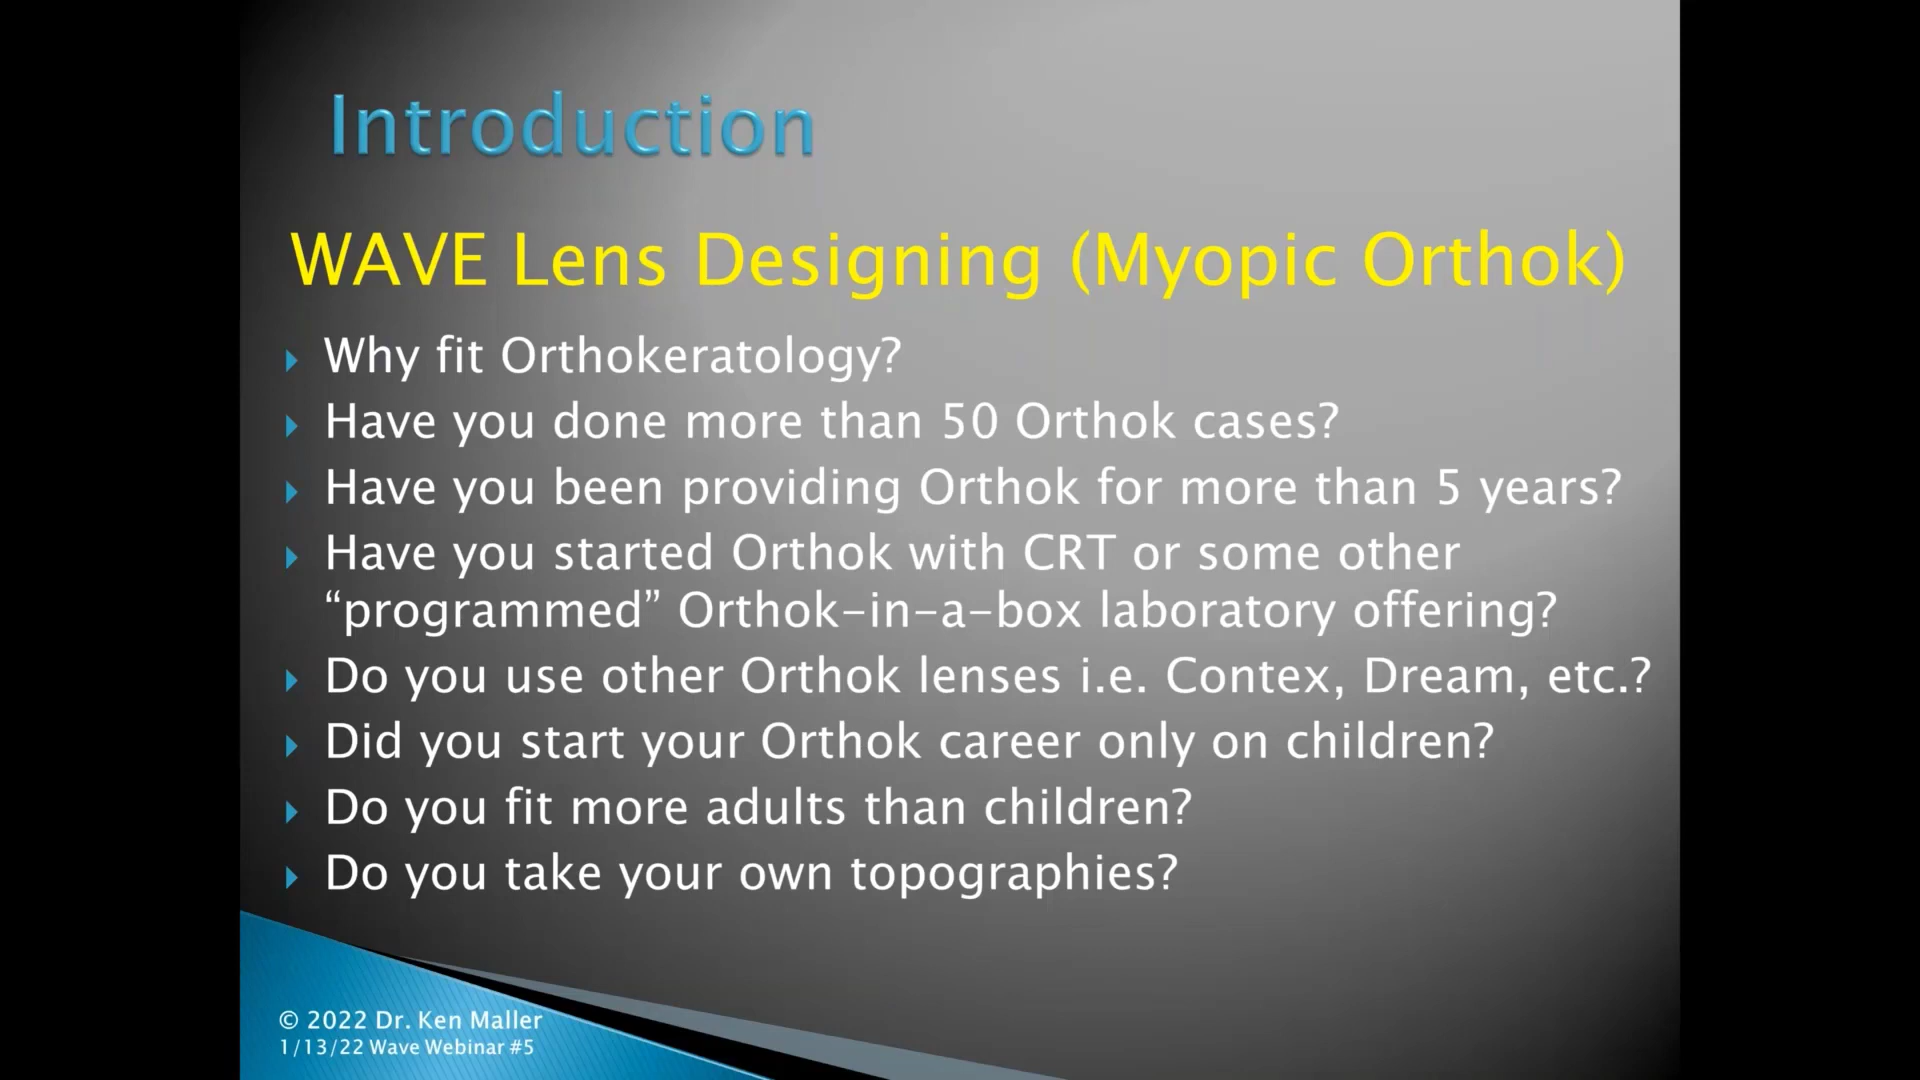 Introduction
WAVE Lens Designing (Myopic Orthok)
Why fit Orthokeratology?
Have you done more than 50 Orthok cases?
Have you been providing Orthok for more than 5 years?
Have you started Orthok with CRT or some other
“programmed” Orthok-in-a-box laboratory offering?
Do you use other Orthok lenses i.e. Contex, Dream, etc.?
Did you start your Orthok career only on children?
Do you fit more adults than children?
Do you take your own topographies?
© 2022 Dr. Ken Maller
1/13/22 Wave Webinar #5